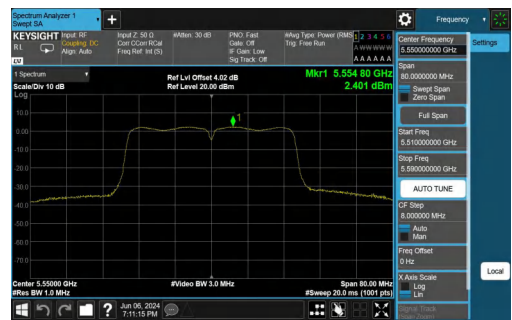 Spectrum Analyzer 1
Swept SA
Frequency
KEYSIGHT
RL
Input: RF
Coupling: DC
Align: Auto
Input Z: 50 Ω
Corr CCorr RCal
Freq Ref: Int (S)
#Atten: 30 dB
PNO: Fast
Gate: Off
IF Gain: Low
Sig Track: Off
#Avg Type: Power (RMS
Trig: Free Run
1 2 3 4 5 6
A W W W W W
A A A A A A
LV
1 Spectrum
Scale/Div 10 dB
Log
Ref Lvl Offset 4.02 dB
Ref Level 20.00 dBm
Mkr1 5.554 80 GHz
2.401 dBm
1
10.0
0.00
-10.0
-20.0
-30.0
-40.0
-50.0
-60.0
-70.0
Center 5.55000 GHz
#Res BW 1.0 MHz
#Video BW 3.0 MHz
Span 80.00 MHz
#Sweep 20.0 ms (1001 pts)
Center Frequency
5.550000000 GHz
Settings
Span
80.0000000 MHz
Swept Span
Zero Span
Full Span
Start Freq
5.510000000 GHz
Stop Freq
5.590000000 GHz
AUTO TUNE
CF Step
8.000000 MHz
Auto
Man
Freq Offset
0 Hz
X Axis Scale
Log
Lin
Signal Track
Local
Jun 06, 2024
7:11:15 PM